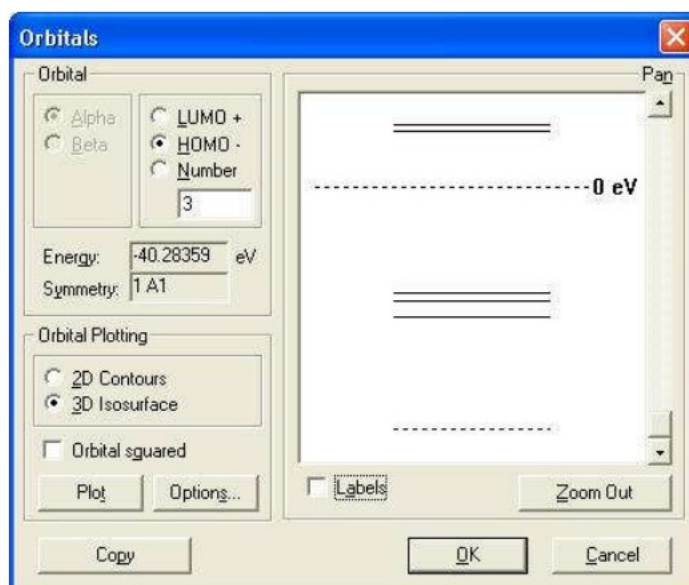 Orbitals
Orbital
Alpha
Beta
LUMO +
HOMO -
Number
3
Energy: -40.28359 eV
Symmetry: 1 A1
Orbital Plotting
2D Contours
3D Isosurface
Orbital squared
Plot
Options...
Pan
0 eV
Labels
Zoom Out
Copy
OK
Cancel